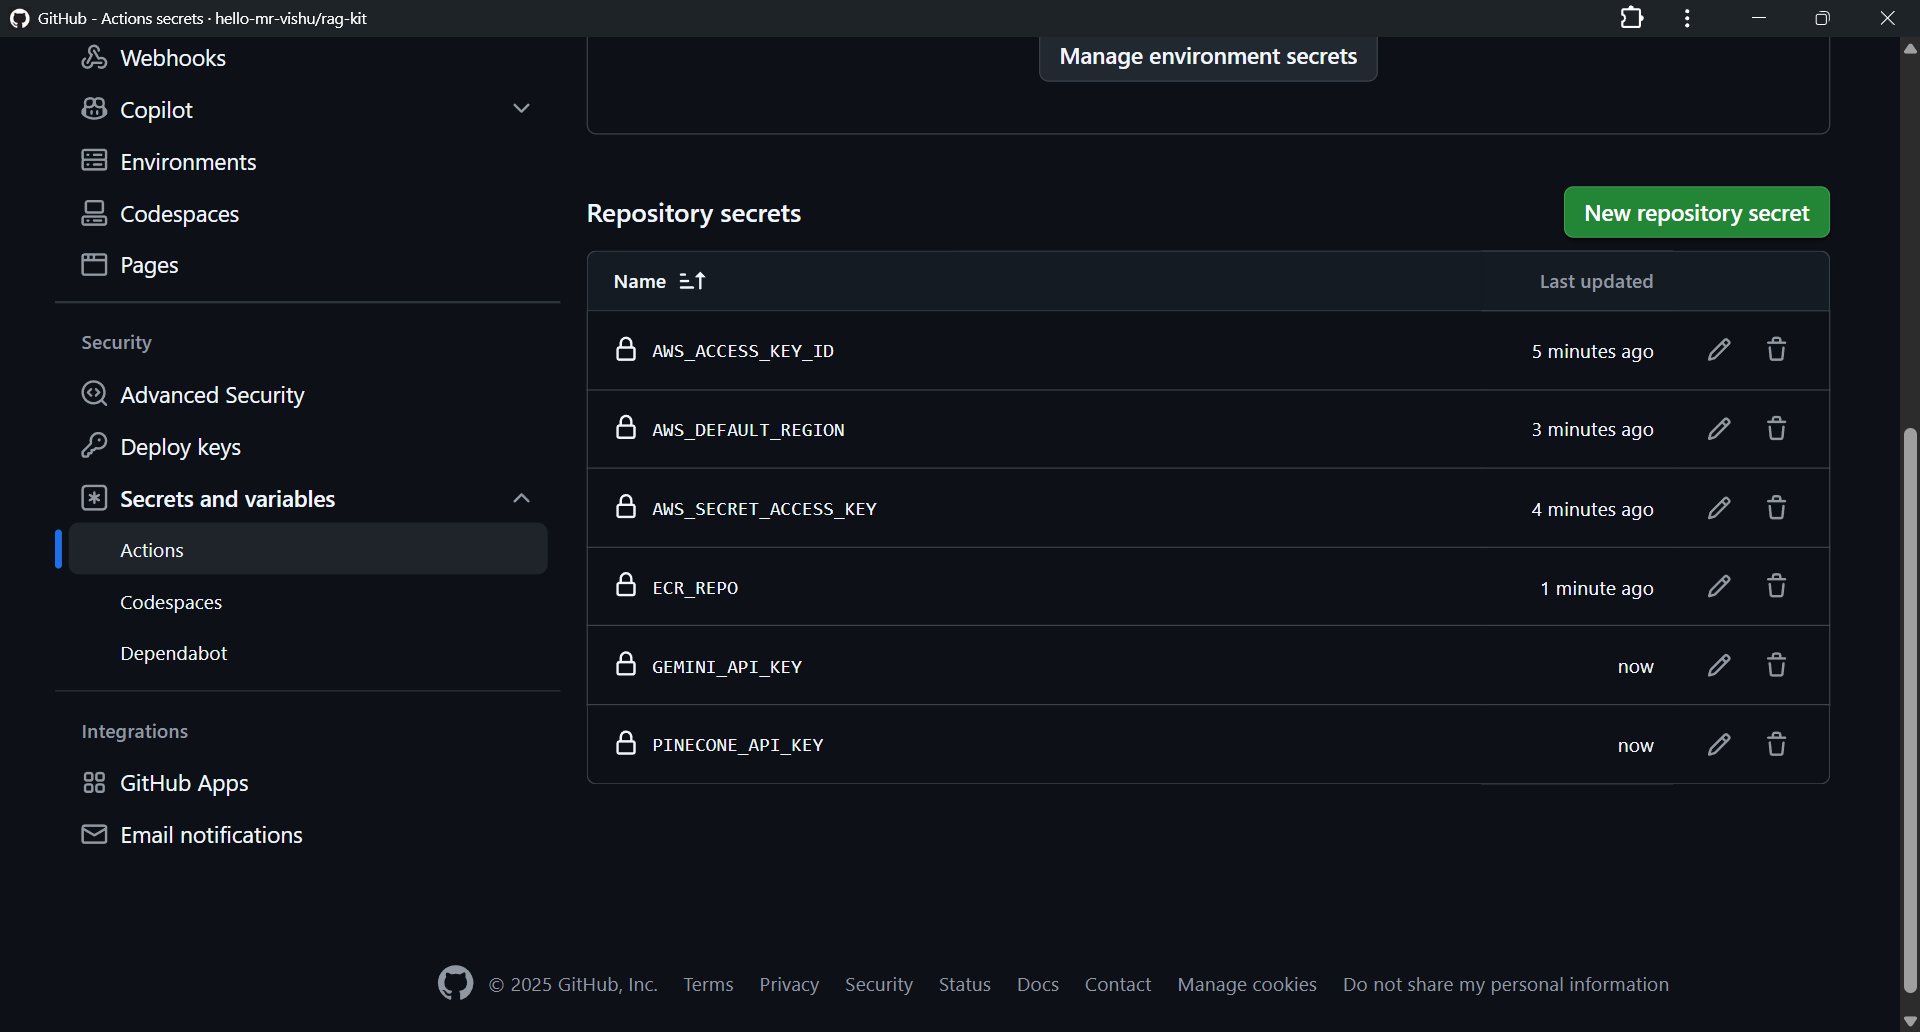 GitHub - Actions secrets · hello-mr-vishu/rag-kit
Webhooks
Copilot
Environments
Codespaces
Pages
Security
Advanced Security
Deploy keys
Secrets and variables
Actions
Codespaces
Dependabot
Integrations
GitHub Apps
Email notifications
Manage environment secrets
Repository secrets
New repository secret
Name Last updated
AWS_ACCESS_KEY_ID 5 minutes ago
AWS_DEFAULT_REGION 3 minutes ago
AWS_SECRET_ACCESS_KEY 4 minutes ago
ECR_REPO 1 minute ago
GEMINI_API_KEY now
PINECONE_API_KEY now
© 2025 GitHub, Inc. Terms Privacy Security Status Docs Contact Manage cookies Do not share my personal information